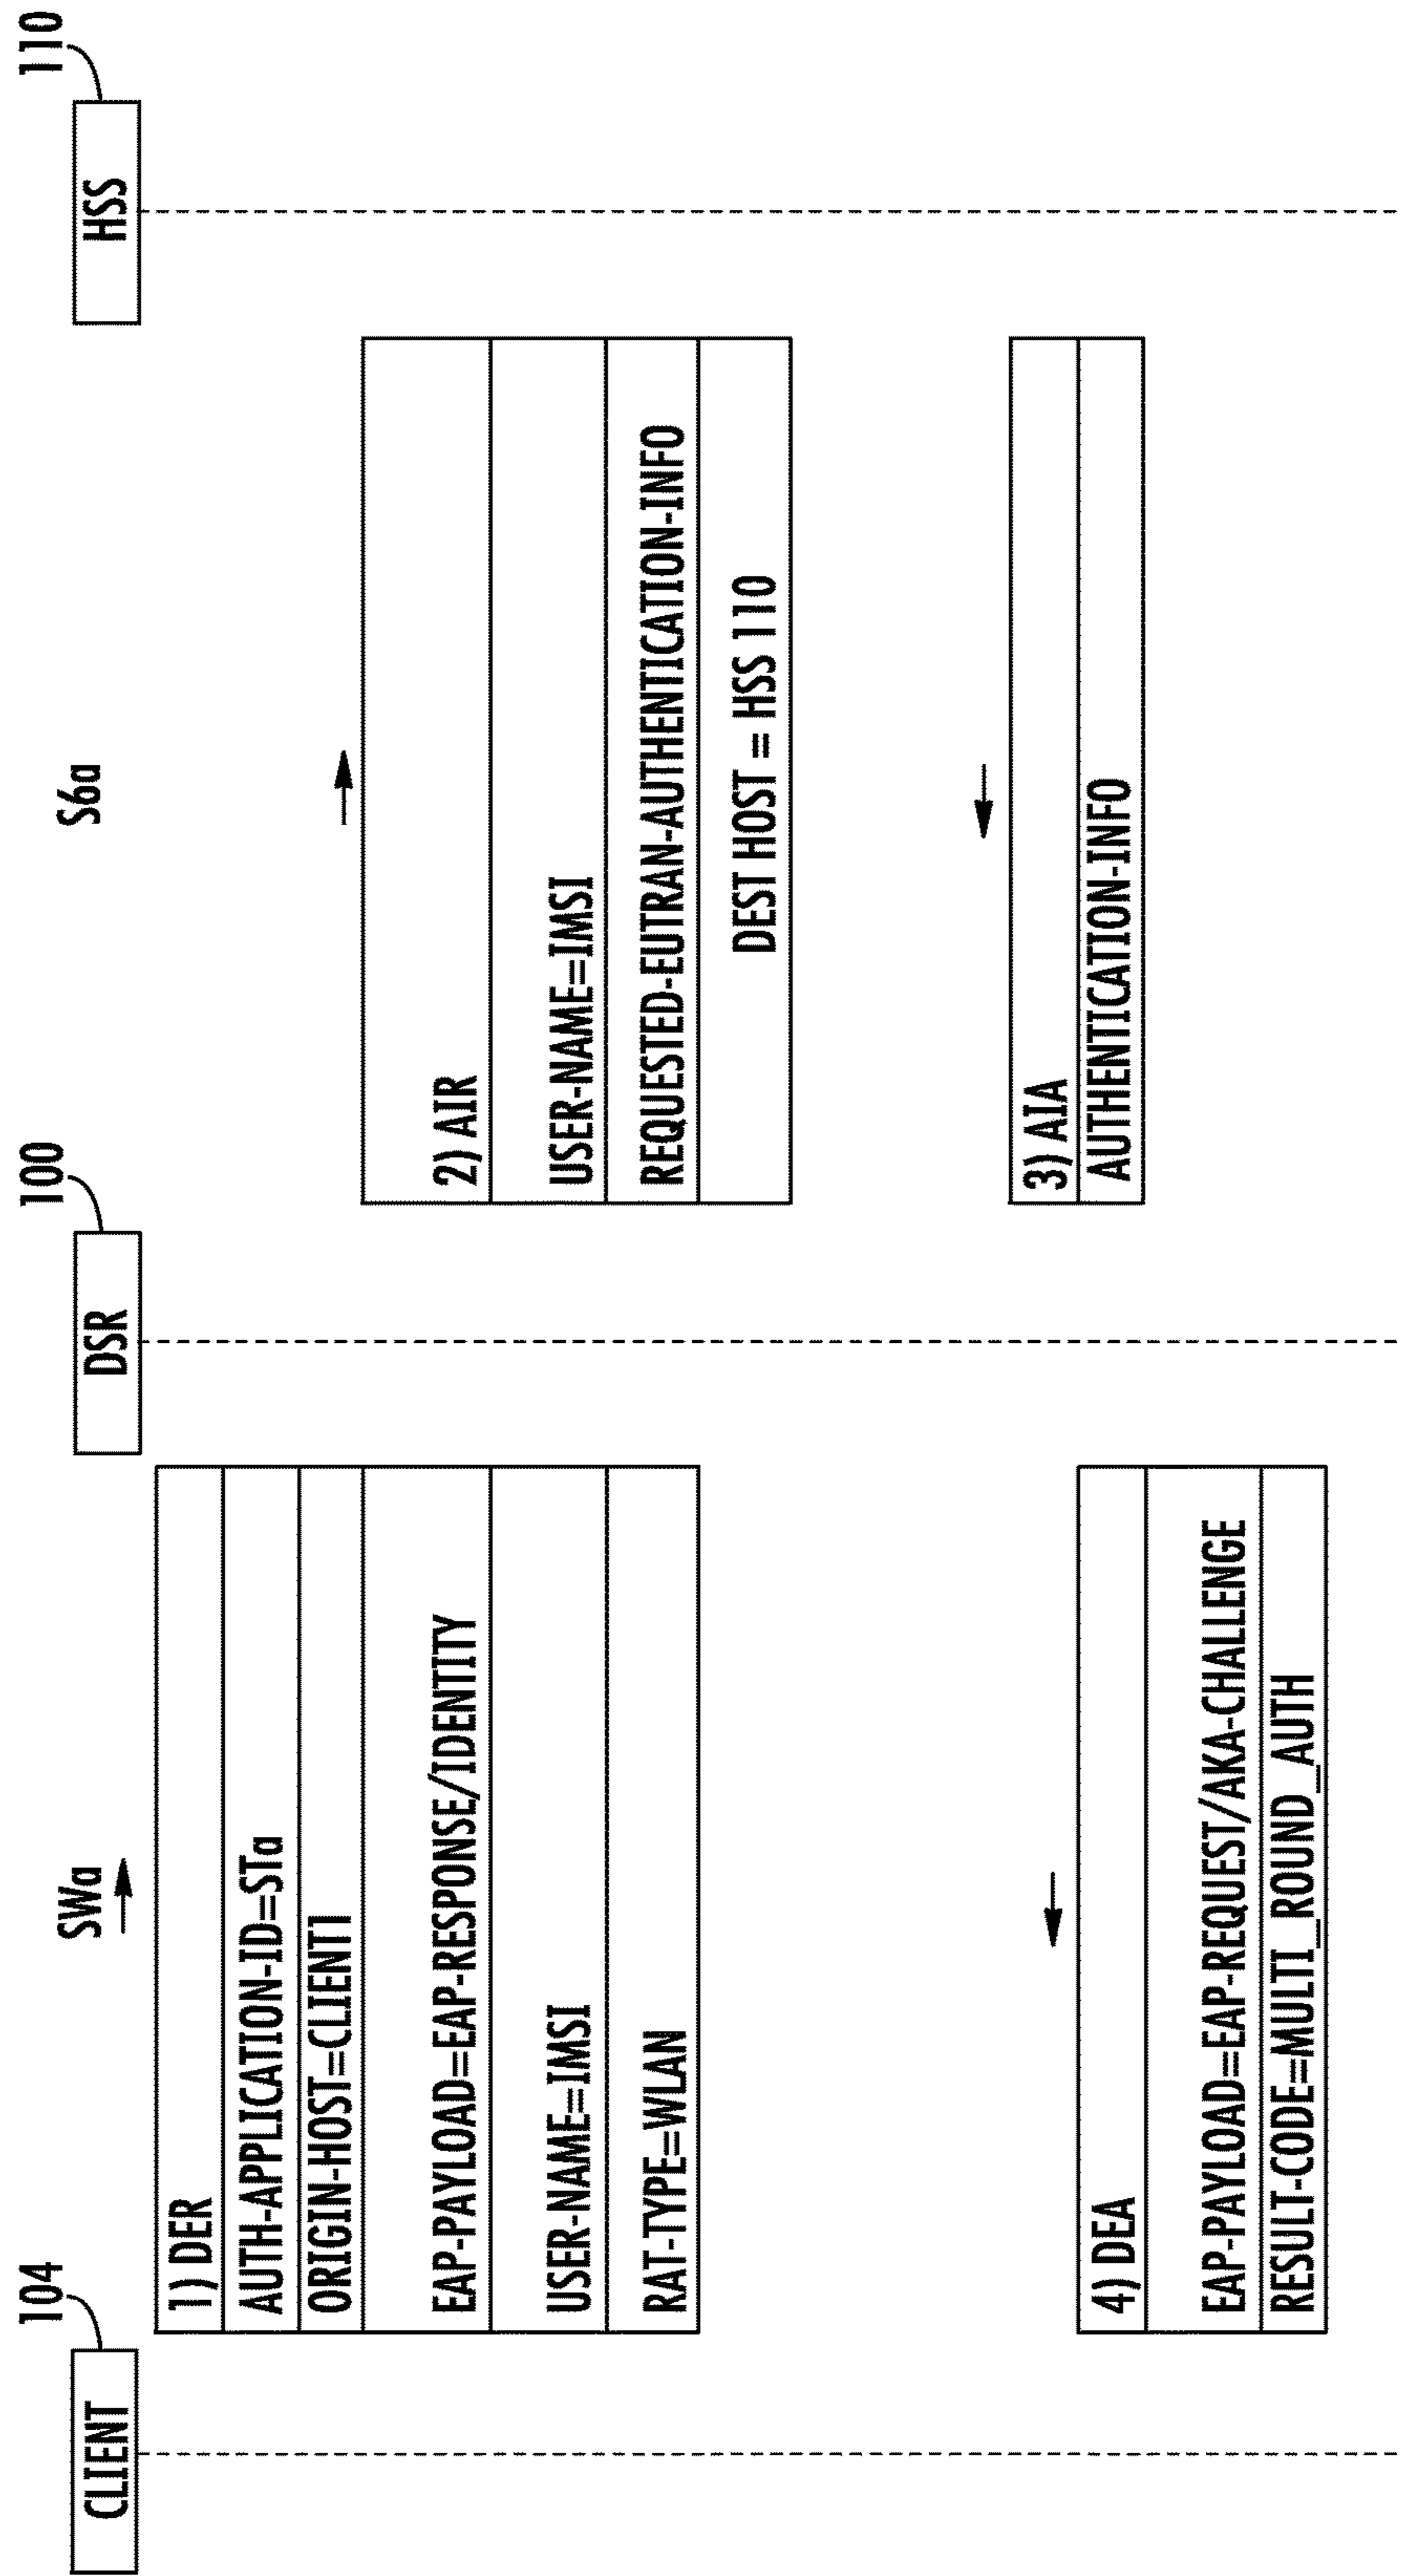 104
100
110
CLIENT
SWa
DSR
S6a
HSS
1) DER
AUTH-APPLICATION-ID=STa
ORIGIN-HOST=CLIENT1
EAP-PAYLOAD=EAP-RESPONSE/IDENTITY
USER-NAME=IMSI
RAT-TYPE=WLAN
2) AIR
USER-NAME=IMSI
REQUESTED-EUTRAN-AUTHENTICATION-INFO
DEST HOST = HSS 110
3) AIA
AUTHENTICATION-INFO
4) DEA
EAP-PAYLOAD=EAP-REQUEST/AKA-CHALLENGE
RESULT-CODE=MULTI_ROUND_AUTH